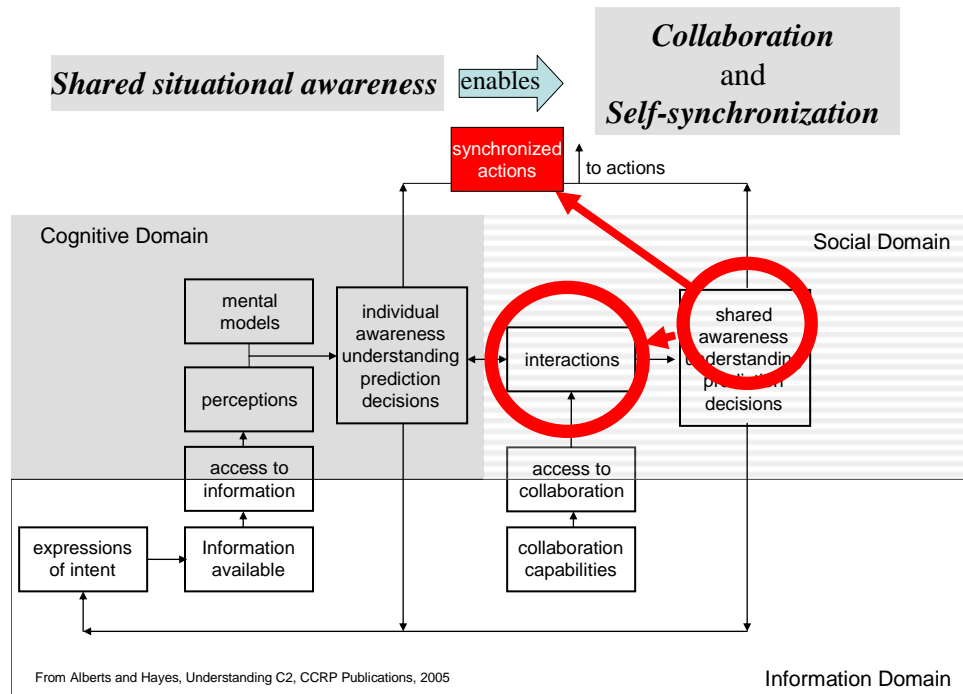 Shared situational awareness
enables
Collaboration
and
Self-synchronization
synchronized
actions
to actions
Cognitive Domain
Social Domain
mental
models
individual
awareness
understanding
prediction
decisions
interactions
shared
awareness
understanding
prediction
decisions
perceptions
access to
information
access to
collaboration
expressions
of intent
Information
available
collaboration
capabilities
From Alberts and Hayes, Understanding C2, CCRP Publications, 2005
Information Domain